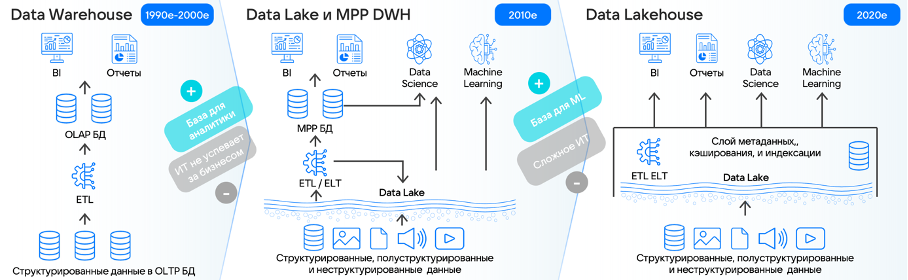 Data Warehouse
1990е-2000е
BI
Отчеты
OLAP БД
ETL
Структурированные данные в OLTP БД
+
База для
аналитики
ИТ не успевает
за бизнесом
-
Data Lake и MPP DWH
2010е
BI
Отчеты
Data
Science
Machine
Learning
MPP БД
ETL / ELT
Data Lake
Структурированные, полуструктурированные
и неструктурированные данные
+
База для ML
Сложное ИТ
-
Data Lakehouse
2020е
BI
Отчеты
Data
Science
Machine
Learning
Слой метаданных,,
кэширования, и индексации
ETL ELT
Data Lake
Структурированные, полуструктурированные
и неструктурированные данные